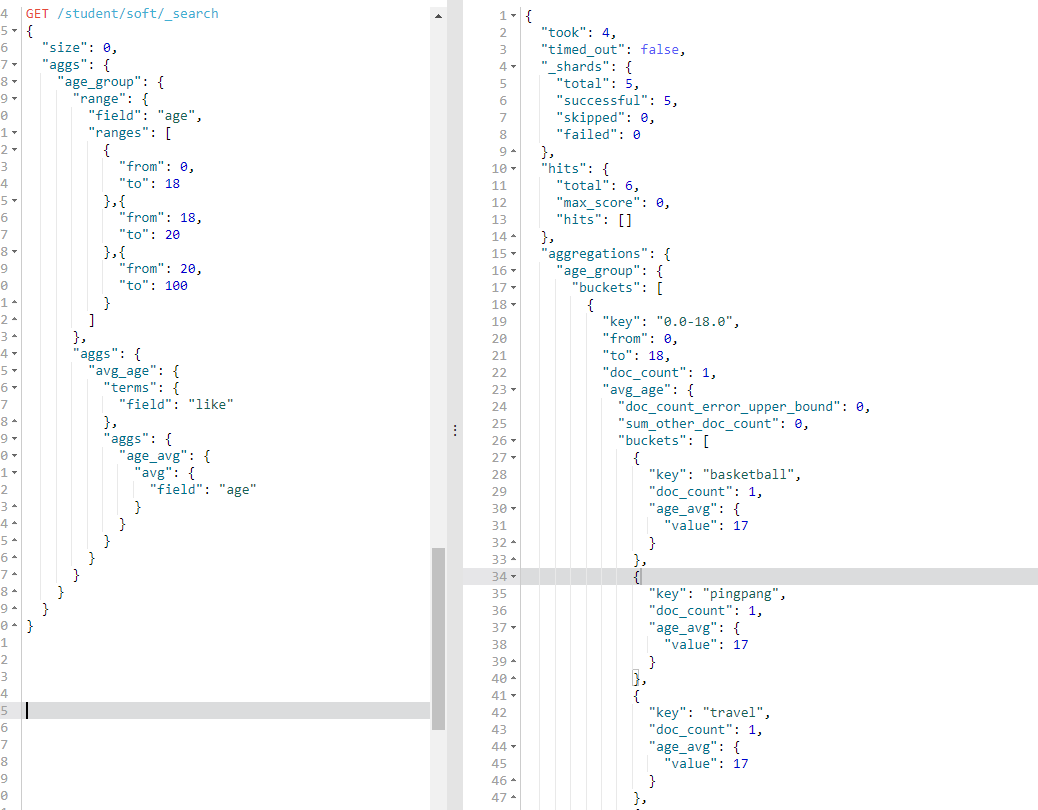 4 GET /student/soft/_search
5 {
6 "size": 0,
7 "aggs": {
8 "age_group": {
9 "range": {
0 "field": "age",
1 "ranges": [
2 {
3 "from": 0,
4 "to": 18
5 },{
6 "from": 18,
7 "to": 20
8 },{
9 "from": 20,
0 "to": 100
1 }
2 ]
3 },
4 "aggs": {
5 "avg_age": {
6 "terms": {
7 "field": "like"
8 },
9 "aggs": {
0 "age_avg": {
1 "avg": {
2 "field": "age"
3 }
4 }
5 }
6 }
7 }
8 }
9 }
0 }
1
2
3
4
5
6
7
8
9
0
1 {
2 "took": 4,
3 "timed_out": false,
4 "_shards": {
5 "total": 5,
6 "successful": 5,
7 "skipped": 0,
8 "failed": 0
9 },
10 "hits": {
11 "total": 6,
12 "max_score": 0,
13 "hits": []
14 },
15 "aggregations": {
16 "age_group": {
17 "buckets": [
18 {
19 "key": "0.0-18.0",
20 "from": 0,
21 "to": 18,
22 "doc_count": 1,
23 "avg_age": {
24 "doc_count_error_upper_bound": 0,
25 "sum_other_doc_count": 0,
26 "buckets": [
27 {
28 "key": "basketball",
29 "doc_count": 1,
30 "age_avg": {
31 "value": 17
32 }
33 },
34 {
35 "key": "pingpang",
36 "doc_count": 1,
37 "age_avg": {
38 "value": 17
39 }
40 },
41 {
42 "key": "travel",
43 "doc_count": 1,
44 "age_avg": {
45 "value": 17
46 }
47 },